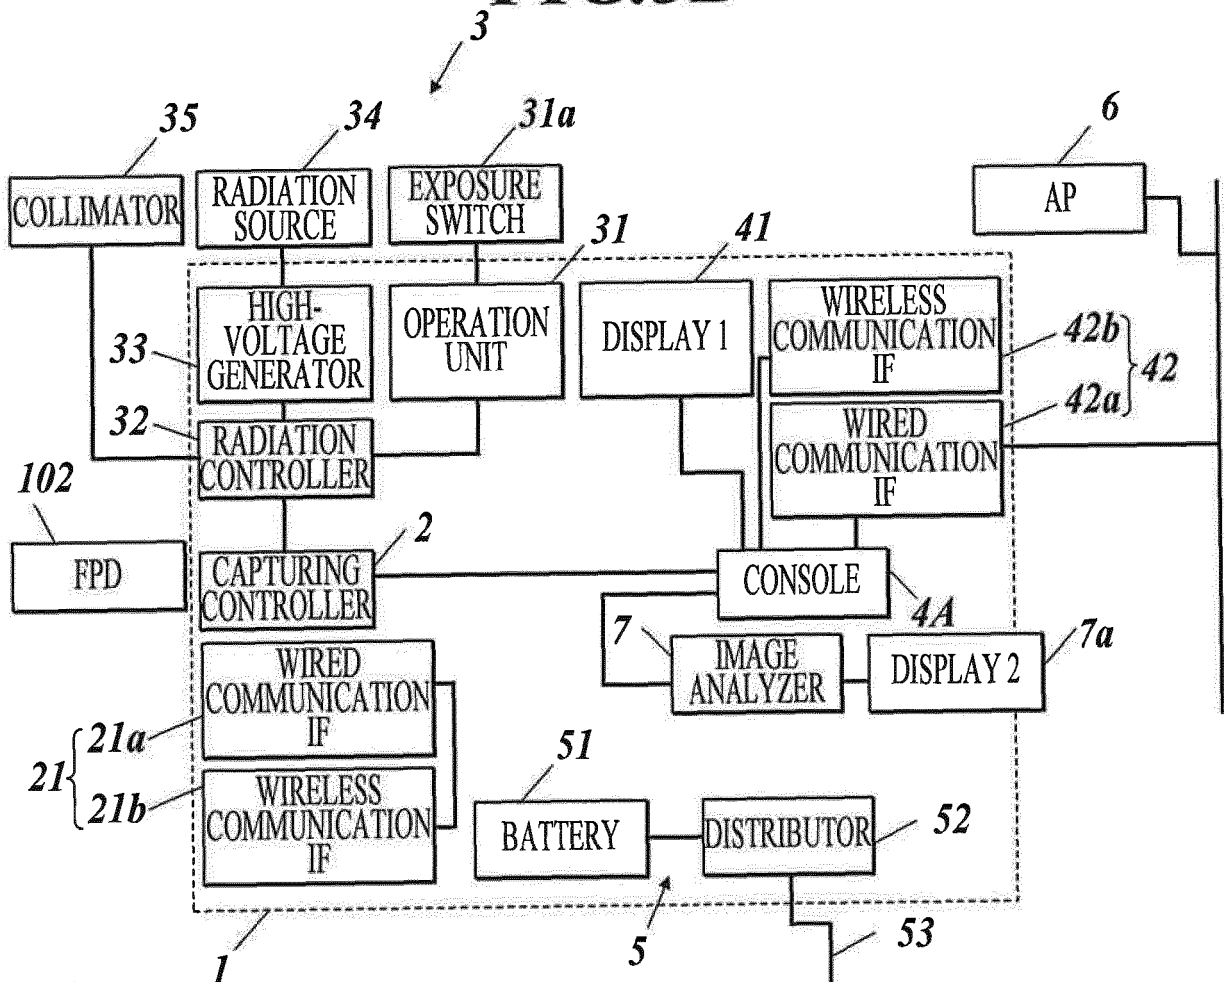 3
35
34
31a
6
COLLIMATOR
RADIATION
SOURCE
EXPOSURE
SWITCH
AP
31
41
HIGH-
VOLTAGE
GENERATOR
33
OPERATION
UNIT
DISPLAY 1
WIRELESS
COMMUNICATION
IF
42b
42
42a
32
RADIATION
CONTROLLER
WIRED
COMMUNICATION
IF
102
2
FPD
CAPTURING
CONTROLLER
CONSOLE
4A
7
IMAGE
ANALYZER
DISPLAY 2
7a
WIRED
COMMUNICATION
IF
21a
21
21b
WIRELESS
COMMUNICATION
IF
51
BATTERY
DISTRIBUTOR
52
5
53
1